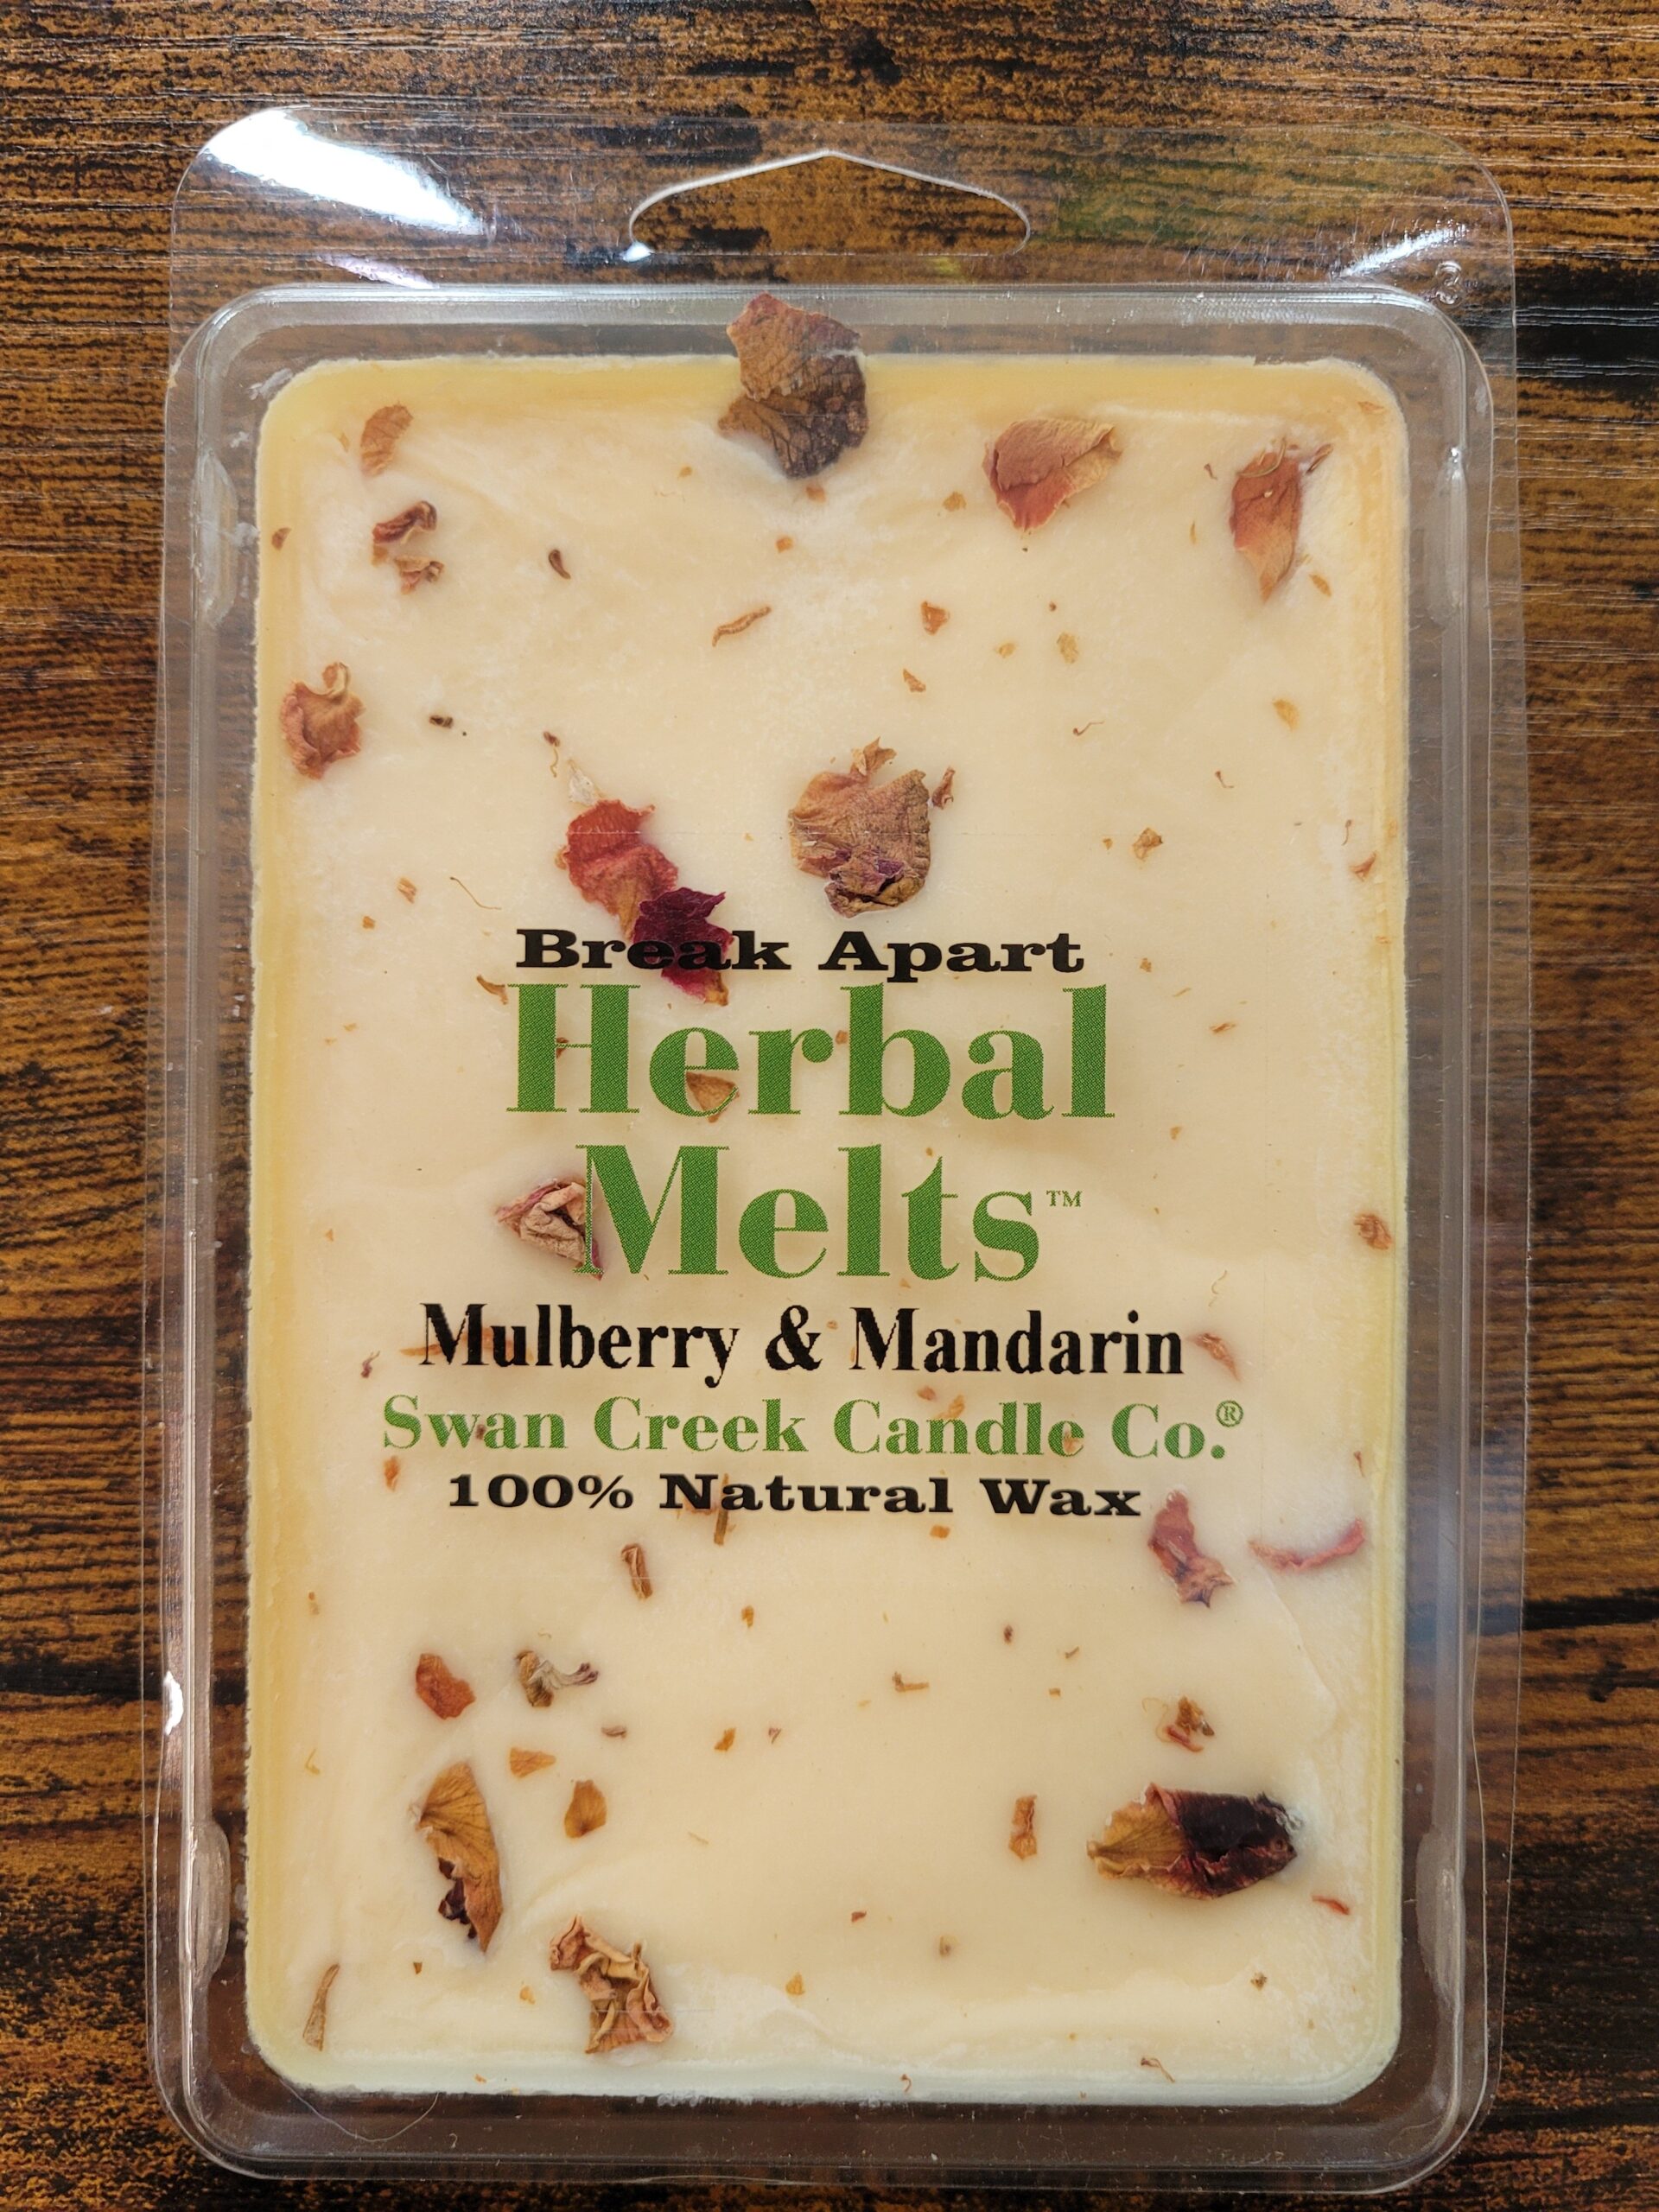 Break Apart
Herbal
Melts™
Mulberry & Mandarin
Swan Creek Candle Co.®
100% Natural Wax